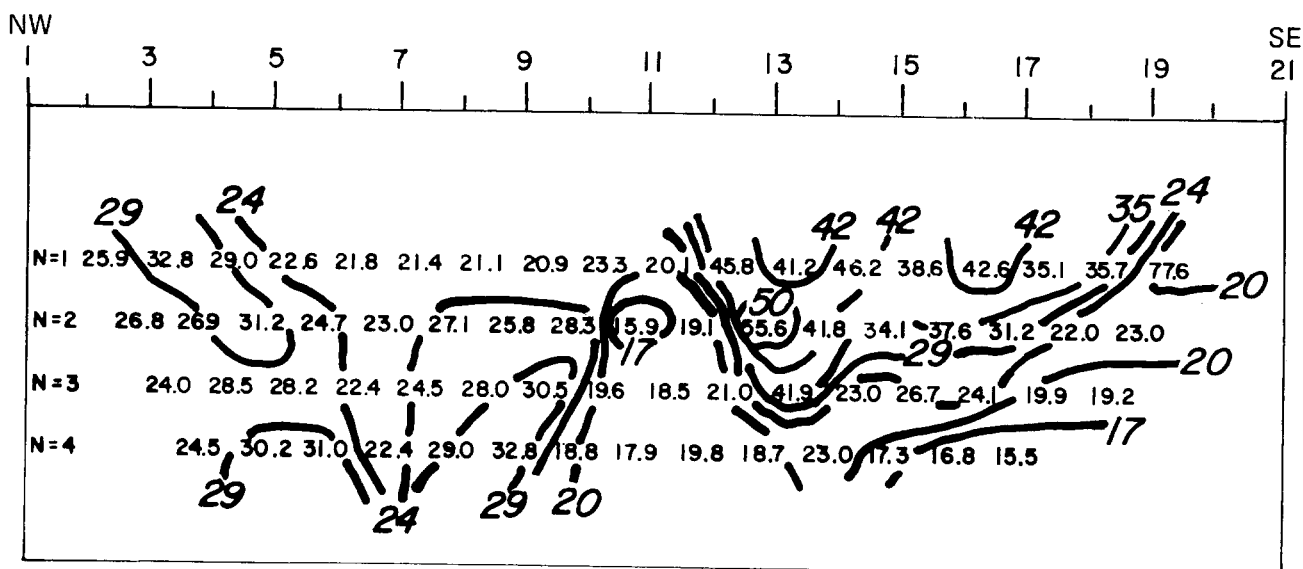 NW SE
1 3 5 7 9 11 13 15 17 19 21
29 24 42 42 42 35 24
N=1 25.9 32.8 29.0 22.6 21.8 21.4 21.1 20.9 23.3 20.1 45.8 41.2 46.2 38.6 42.6 35.1 35.7 77.6 20
50
N=2 26.8 26.9 31.2 24.7 23.0 27.1 25.8 28.3 15.9 19.1 55.6 41.8 34.1 37.6 31.2 22.0 23.0
17 29 20
N=3 24.0 28.5 28.2 22.4 24.5 28.0 30.5 19.6 18.5 21.0 41.9 23.0 26.7 24.1 19.9 19.2
17
N=4 24.5 30.2 31.0 22.4 29.0 32.8 18.8 17.9 19.8 18.7 23.0 17.3 16.8 15.5
29 24 29 20